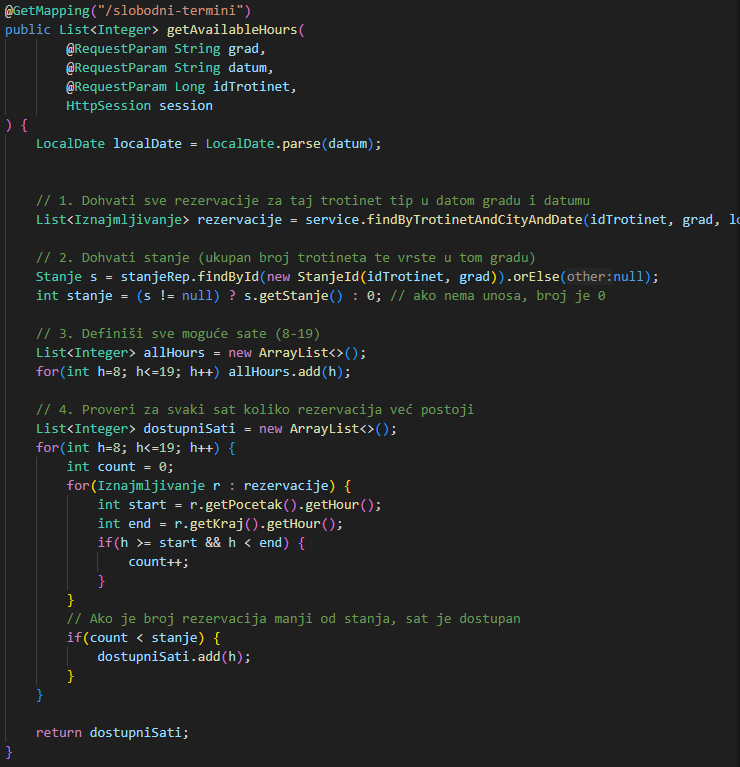 @GetMapping("/slobodni-termini")
public List<Integer> getAvailableHours(
        @RequestParam String grad,
        @RequestParam String datum,
        @RequestParam Long idTrotinet,
        HttpSession session
) {
    LocalDate localDate = LocalDate.parse(datum);
    // 1. Dohvati sve rezervacije za taj trotinet tip u datom gradu i datumu
    List<Iznajmljivanje> rezervacije = service.findByTrotinetAndCityAndDate(idTrotinet, grad, lo
    // 2. Dohvati stanje (ukupan broj trotineta te vrste u tom gradu)
    Stanje s = stanjeRep.findById(new StanjeId(idTrotinet, grad)).orElse(other:null);
    int stanje = (s != null) ? s.getStanje() : 0; // ako nema unosa, broj je 0
    // 3. Definiši sve moguće sate (8-19)
    List<Integer> allHours = new ArrayList<>();
    for(int h=8; h<=19; h++) allHours.add(h);
    // 4. Proveri za svaki sat koliko rezervacija već postoji
    List<Integer> dostupniSati = new ArrayList<>();
    for(int h=8; h<=19; h++) {
        int count = 0;
        for(Iznajmljivanje r : rezervacije) {
            int start = r.getPocetak().getHour();
            int end = r.getKraj().getHour();
            if(h >= start && h < end) {
                count++;
            }
        }
        // Ako je broj rezervacija manji od stanja, sat je dostupan
        if(count < stanje) {
            dostupniSati.add(h);
        }
    }
    return dostupniSati;
}